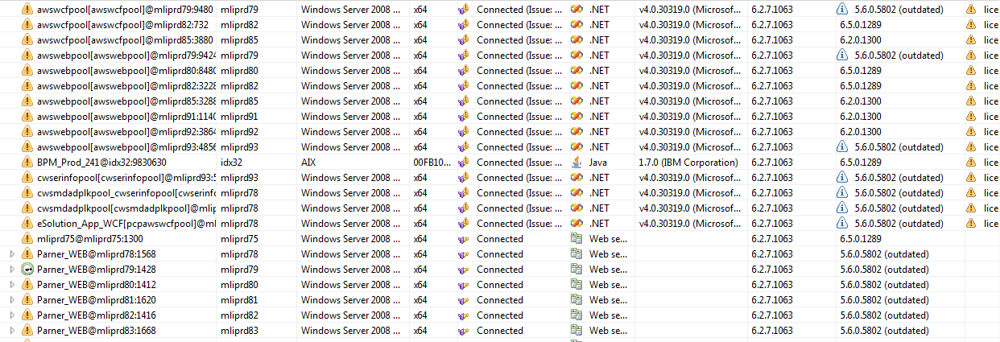 awswcfpool[awswcfpool]@mliprd79:9480 mliprd79 Windows Server 2008 ... x64 Connected (Issue: ... .NET v4.0.30319.0 (Microsof... 6.2.7.1063 5.6.0.5802 (outdated) lice
awswcfpool[awswcfpool]@mliprd82:732 mliprd82 Windows Server 2008 ... x64 Connected (Issue: ... .NET v4.0.30319.0 (Microsof... 6.2.7.1063 6.5.0.1289 lice
awswcfpool[awswcfpool]@mliprd85:3880 mliprd85 Windows Server 2008 ... x64 Connected (Issue: ... .NET v4.0.30319.0 (Microsof... 6.2.7.1063 6.2.0.1300 lice
awswebpool[awswebpool]@mliprd79:9424 mliprd79 Windows Server 2008 ... x64 Connected (Issue: ... .NET v4.0.30319.0 (Microsof... 6.2.7.1063 5.6.0.5802 (outdated) lice
awswebpool[awswebpool]@mliprd80:8480 mliprd80 Windows Server 2008 ... x64 Connected (Issue: ... .NET v4.0.30319.0 (Microsof... 6.2.7.1063 6.5.0.1289 lice
awswebpool[awswebpool]@mliprd82:3228 mliprd82 Windows Server 2008 ... x64 Connected (Issue: ... .NET v4.0.30319.0 (Microsof... 6.2.7.1063 6.5.0.1289 lice
awswebpool[awswebpool]@mliprd85:3288 mliprd85 Windows Server 2008 ... x64 Connected (Issue: ... .NET v4.0.30319.0 (Microsof... 6.2.7.1063 6.2.0.1300 lice
awswebpool[awswebpool]@mliprd91:1140 mliprd91 Windows Server 2008 ... x64 Connected (Issue: ... .NET v4.0.30319.0 (Microsof... 6.2.7.1063 6.2.0.1300 lice
awswebpool[awswebpool]@mliprd92:3864 mliprd92 Windows Server 2008 ... x64 Connected (Issue: ... .NET v4.0.30319.0 (Microsof... 6.2.7.1063 6.2.0.1300 lice
awswebpool[awswebpool]@mliprd93:4856 mliprd93 Windows Server 2008 ... x64 Connected (Issue: ... .NET v4.0.30319.0 (Microsof... 6.2.7.1063 5.6.0.5802 (outdated) lice
BPM_Prod_241@idx32:9830630 idx32 AIX 00FB10... Connected (Issue: ... Java 1.7.0 (IBM Corporation) 6.2.7.1063 6.5.0.1289 lice
cwserinfopool[cwserinfopool]@mliprd93:5 mliprd93 Windows Server 2008 ... x64 Connected (Issue: ... .NET v4.0.30319.0 (Microsof... 6.2.7.1063 5.6.0.5802 (outdated) lice
cwsmdadplkpool_cwserinfopool[cwserinfo mliprd78 Windows Server 2008 ... x64 Connected (Issue: ... .NET v4.0.30319.0 (Microsof... 6.2.7.1063 5.6.0.5802 (outdated) lice
cwsmdadplkpool[cwsmdadplkpool]@mlip mliprd78 Windows Server 2008 ... x64 Connected (Issue: ... .NET v4.0.30319.0 (Microsof... 6.2.7.1063 5.6.0.5802 (outdated) lice
eSolution_App_WCF[pcpawswcfpool]@ml mliprd78 Windows Server 2008 ... x64 Connected (Issue: ... .NET v4.0.30319.0 (Microsof... 6.2.7.1063 5.6.0.5802 (outdated) lice
mliprd75@mliprd75:1300 mliprd75 Windows Server 2008 ... x64 Connected Web se... 6.2.7.1063 6.5.0.1289
Parner_WEB@mliprd78:1568 mliprd78 Windows Server 2008 ... x64 Connected Web se... 6.2.7.1063 5.6.0.5802 (outdated)
Parner_WEB@mliprd79:1428 mliprd79 Windows Server 2008 ... x64 Connected Web se... 6.2.7.1063 5.6.0.5802 (outdated)
Parner_WEB@mliprd80:1412 mliprd80 Windows Server 2008 ... x64 Connected Web se... 6.2.7.1063 5.6.0.5802 (outdated)
Parner_WEB@mliprd81:1620 mliprd81 Windows Server 2008 ... x64 Connected Web se... 6.2.7.1063 5.6.0.5802 (outdated)
Parner_WEB@mliprd82:1416 mliprd82 Windows Server 2008 ... x64 Connected Web se... 6.2.7.1063 5.6.0.5802 (outdated)
Parner_WEB@mliprd83:1668 mliprd83 Windows Server 2008 ... x64 Connected Web se... 6.2.7.1063 5.6.0.5802 (outdated)